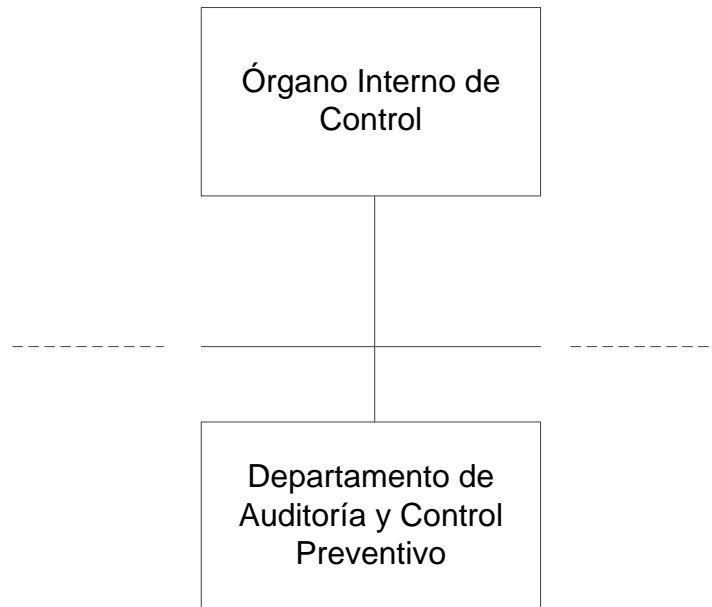 Órgano Interno de
Control
Departamento de
Auditoría y Control
Preventivo